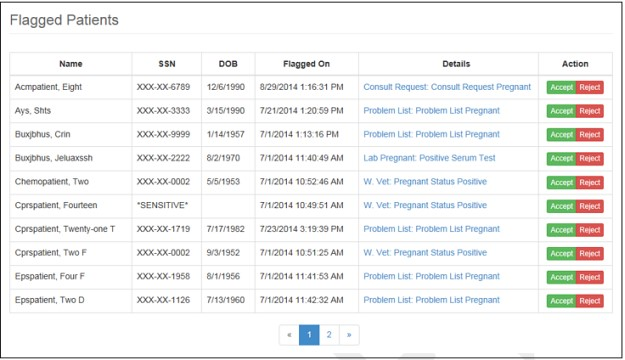 Flagged Patients
Name SSN DOB Flagged On Details Action
Acmpatient, Eight XXX-XX-6789 12/6/1990 8/29/2014 1:16:31 PM Consult Request: Consult Request Pregnant Accept Reject
Ays, Shts XXX-XX-3333 3/15/1990 7/21/2014 1:20:59 PM Problem List: Problem List Pregnant Accept Reject
Buxjbhus, Crin XXX-XX-9999 1/14/1957 7/1/2014 1:13:16 PM Problem List: Problem List Pregnant Accept Reject
Buxjbhus, Jeluaxssh XXX-XX-2222 8/2/1970 7/1/2014 11:40:49 AM Lab Pregnant: Positive Serum Test Accept Reject
Chemopatient, Two XXX-XX-0002 5/5/1953 7/1/2014 10:52:46 AM W. Vet: Pregnant Status Positive Accept Reject
Cprspatient, Fourteen *SENSITIVE* 7/1/2014 10:49:51 AM W. Vet: Pregnant Status Positive Accept Reject
Cprspatient, Twenty-one T XXX-XX-1719 7/17/1982 7/23/2014 3:19:39 PM Problem List: Problem List Pregnant Accept Reject
Cprspatient, Two F XXX-XX-0002 9/3/1952 7/1/2014 10:51:25 AM W. Vet: Pregnant Status Positive Accept Reject
Epspatient, Four F XXX-XX-1958 8/1/1956 7/1/2014 11:41:53 AM Problem List: Problem List Pregnant Accept Reject
Epspatient, Two D XXX-XX-1126 7/13/1960 7/1/2014 11:42:32 AM Problem List: Problem List Pregnant Accept Reject
« 1 2 »